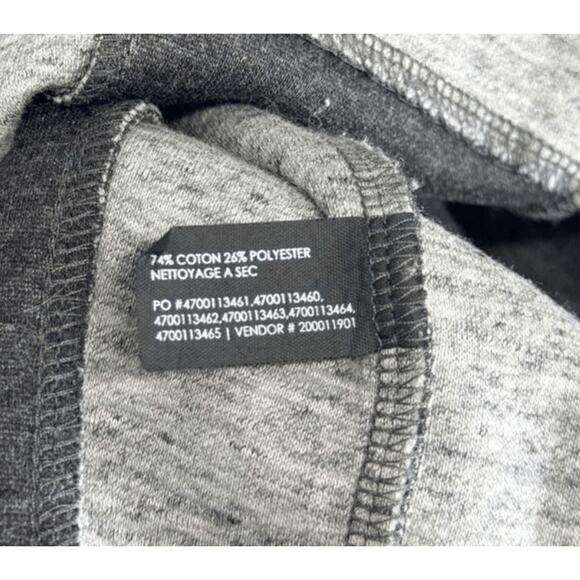 74% COTON 26% POLYESTER
NETTOYAGE A SEC
PO #4700113461,4700113460,
4700113462,4700113463,4700113464,
4700113465 | VENDOR # 200011901